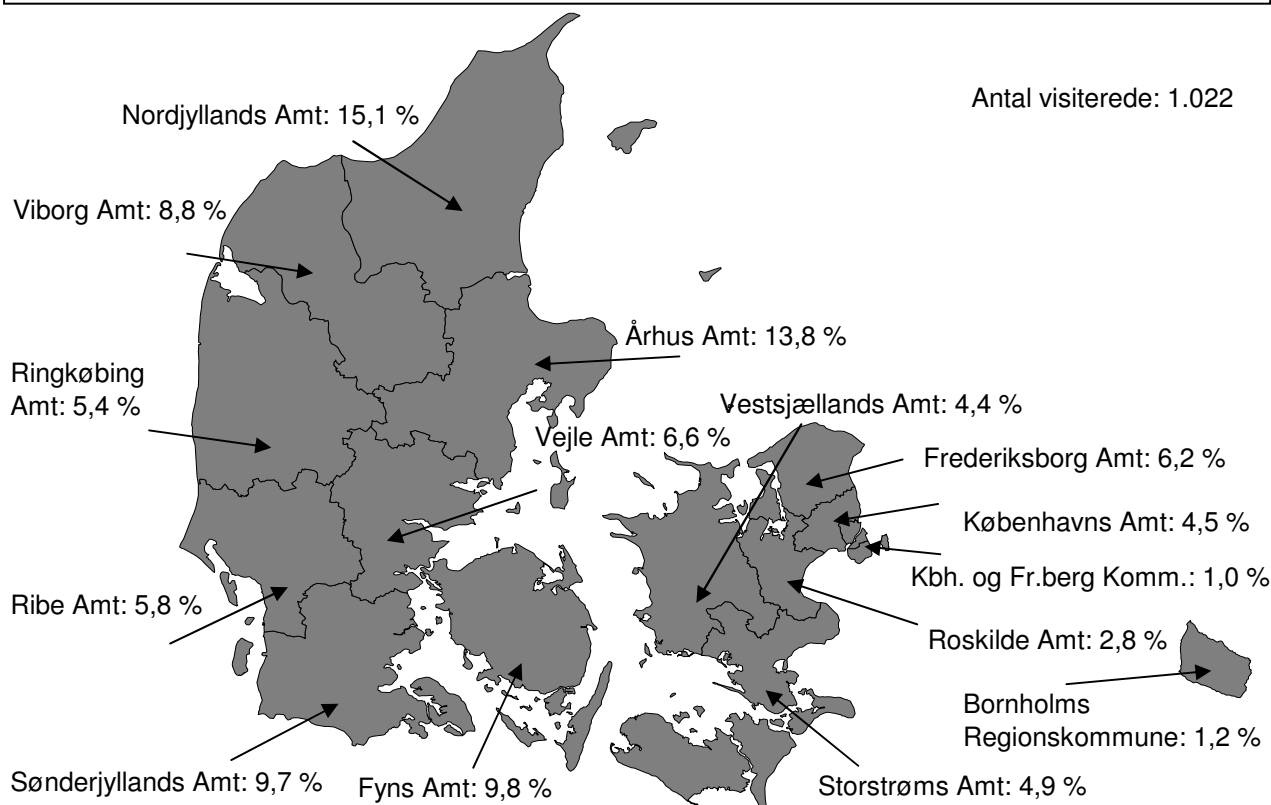 Antal visiterede: 1.022
Nordjyllands Amt: 15,1 %
Viborg Amt: 8,8 %
Århus Amt: 13,8 %
Ringkøbing
Amt: 5,4 %
Vestsjællands Amt: 4,4 %
Vejle Amt: 6,6 %
Frederiksborg Amt: 6,2 %
Københavns Amt: 4,5 %
Kbh. og Fr.berg Komm.: 1,0 %
Ribe Amt: 5,8 %
Roskilde Amt: 2,8 %
Bornholms
Regionskommune: 1,2 %
Sønderjyllands Amt: 9,7 %
Fyns Amt: 9,8 %
Storstrøms Amt: 4,9 %